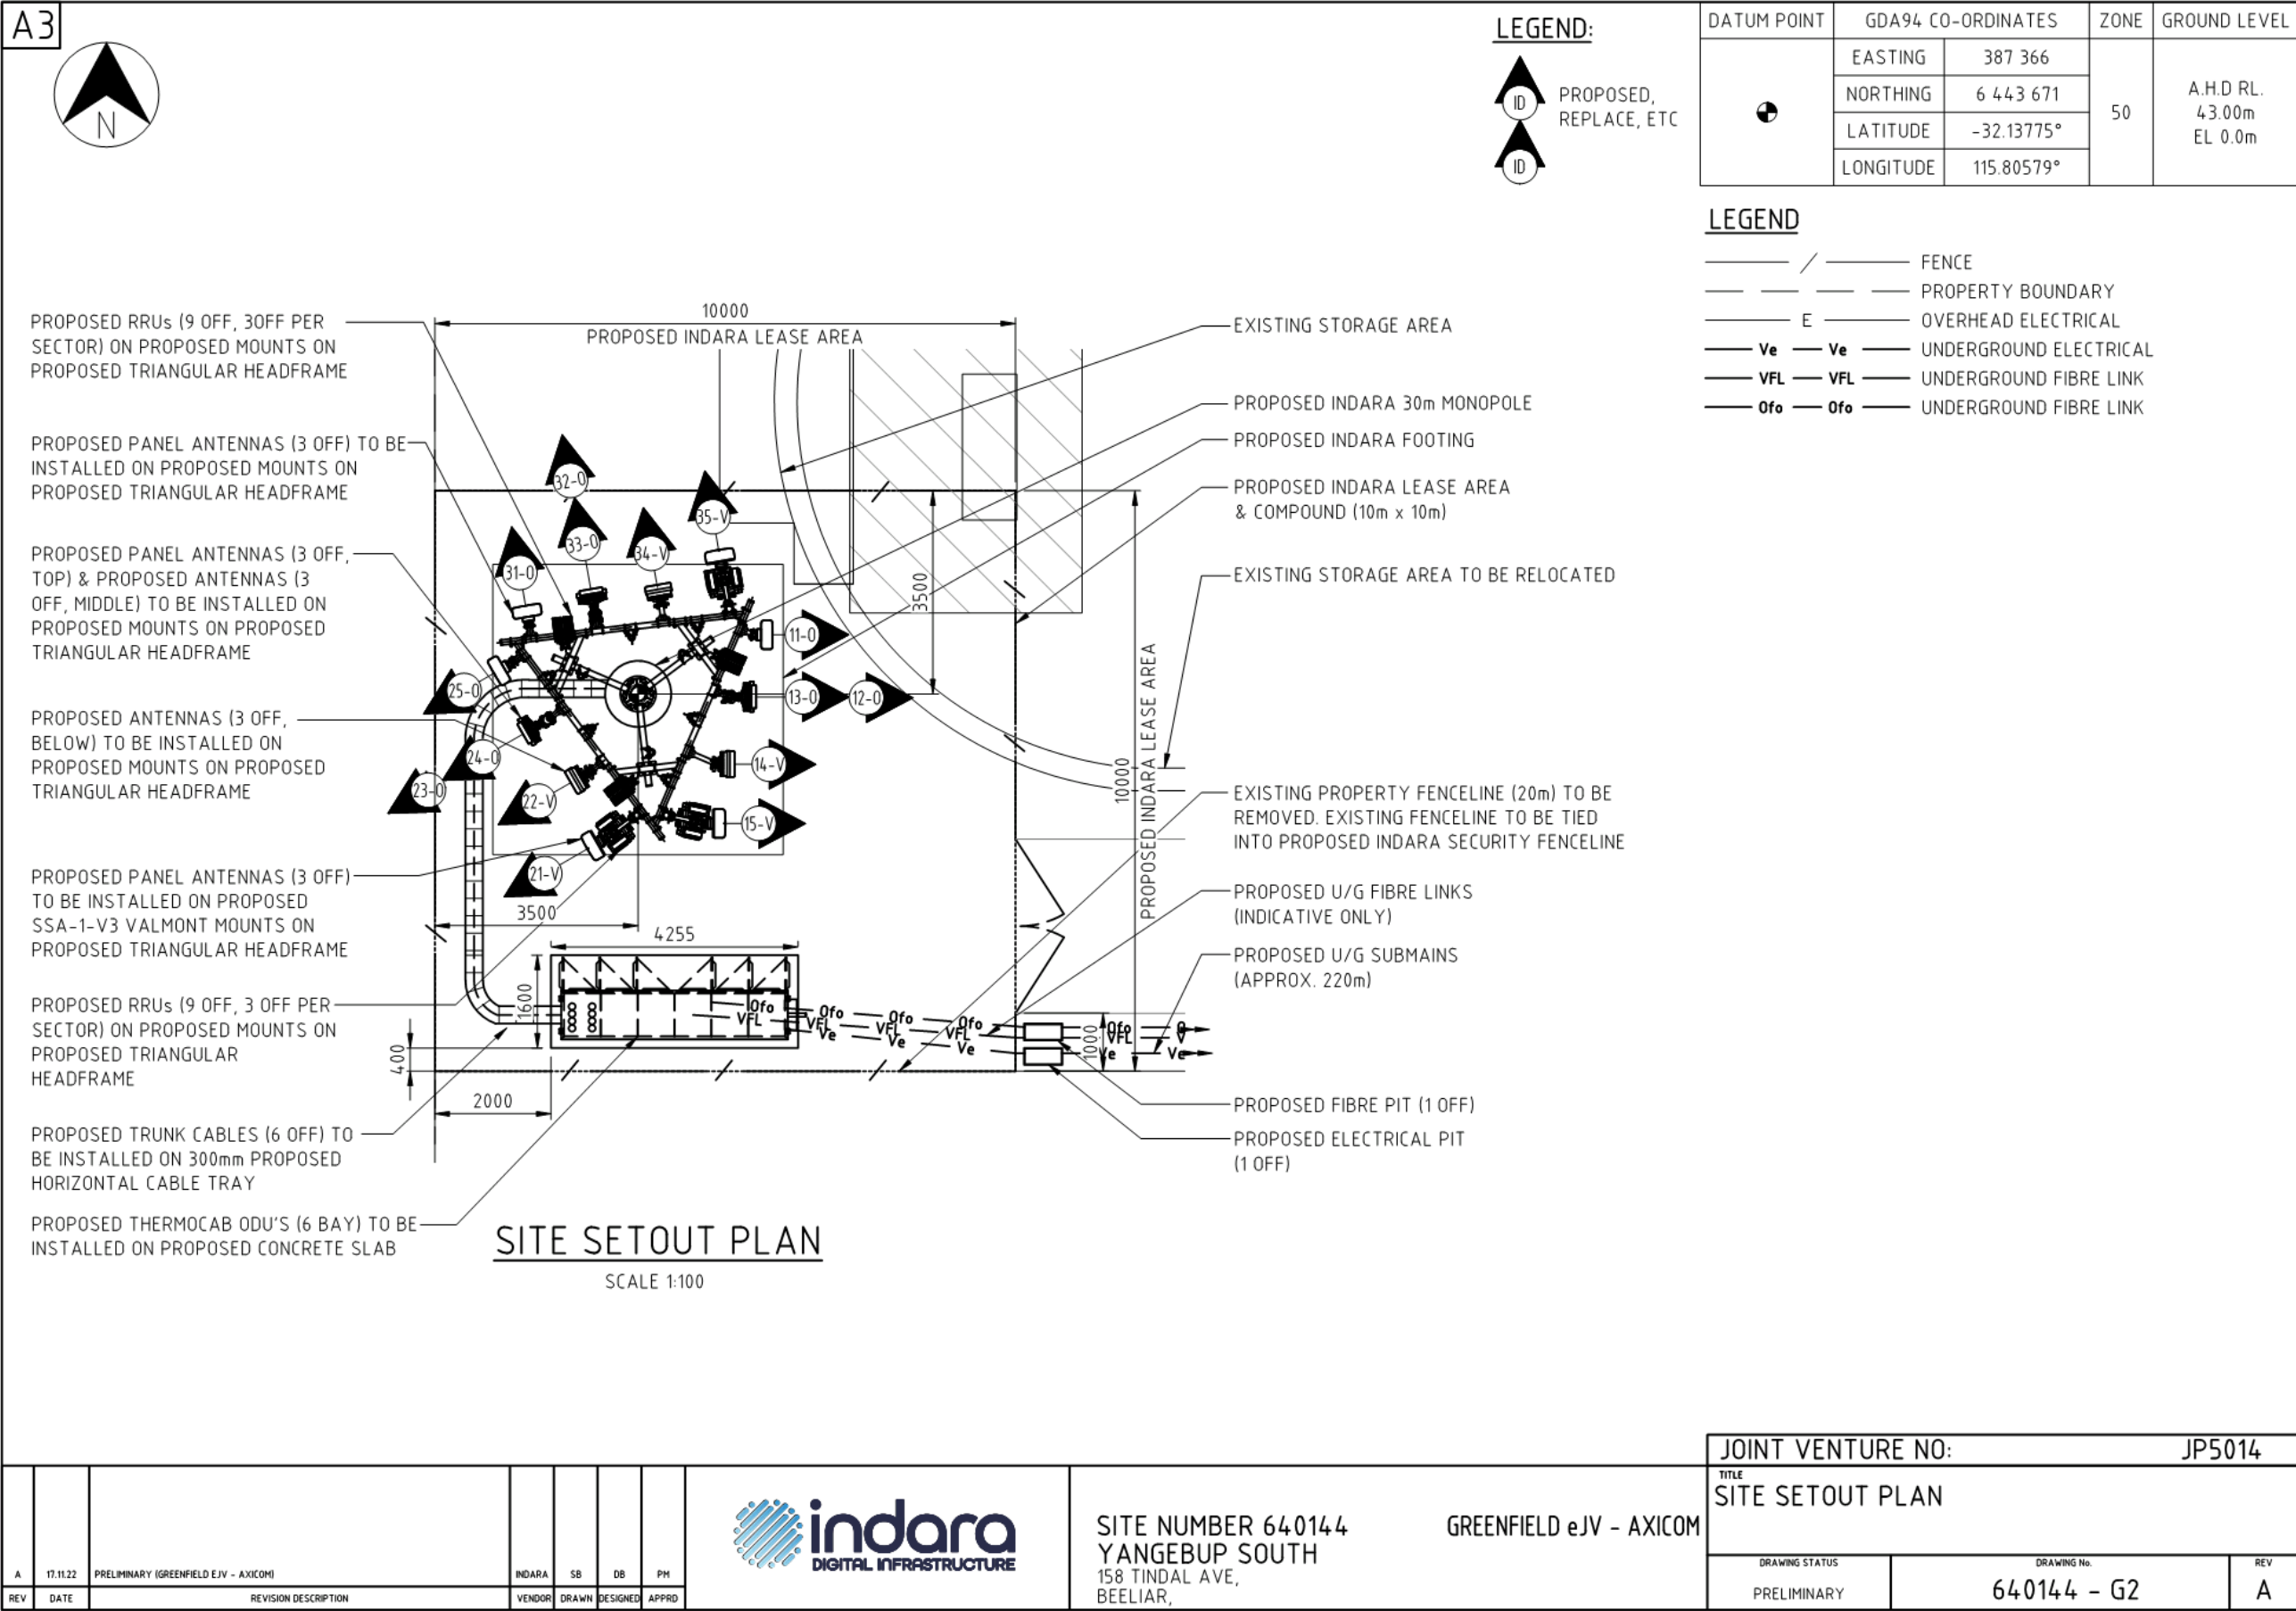 A3
N
LEGEND:
ID
PROPOSED,
REPLACE, ETC
ID
DATUM POINT GDA94 CO-ORDINATES ZONE GROUND LEVEL
EASTING 387 366
NORTHING 6 443 671
LATITUDE -32.13775°
LONGITUDE 115.80579°
50
A.H.D RL.
43.00m
EL 0.0m
LEGEND
FENCE
PROPERTY BOUNDARY
E OVERHEAD ELECTRICAL
Ve Ve UNDERGROUND ELECTRICAL
VFL VFL UNDERGROUND FIBRE LINK
Ofo Ofo UNDERGROUND FIBRE LINK
PROPOSED RRUs (9 OFF, 3OFF PER
SECTOR) ON PROPOSED MOUNTS ON
PROPOSED TRIANGULAR HEADFRAME
PROPOSED PANEL ANTENNAS (3 OFF) TO BE
INSTALLED ON PROPOSED MOUNTS ON
PROPOSED TRIANGULAR HEADFRAME
PROPOSED PANEL ANTENNAS (3 OFF,
TOP) & PROPOSED ANTENNAS (3
OFF, MIDDLE) TO BE INSTALLED ON
PROPOSED MOUNTS ON PROPOSED
TRIANGULAR HEADFRAME
PROPOSED ANTENNAS (3 OFF,
BELOW) TO BE INSTALLED ON
PROPOSED MOUNTS ON PROPOSED
TRIANGULAR HEADFRAME
PROPOSED PANEL ANTENNAS (3 OFF)
TO BE INSTALLED ON PROPOSED
SSA-1-V3 VALMONT MOUNTS ON
PROPOSED TRIANGULAR HEADFRAME
PROPOSED RRUs (9 OFF, 3 OFF PER
SECTOR) ON PROPOSED MOUNTS ON
PROPOSED TRIANGULAR
HEADFRAME
PROPOSED TRUNK CABLES (6 OFF) TO
BE INSTALLED ON 300mm PROPOSED
HORIZONTAL CABLE TRAY
PROPOSED THERMOCAB ODU'S (6 BAY) TO BE
INSTALLED ON PROPOSED CONCRETE SLAB
10000
PROPOSED INDARA LEASE AREA
32-O
35-V
33-O
34-V
31-O
11-O
25-O
13-O
12-O
24-O
14-V
23-O
22-V
15-V
21-V
3500
3500
4255
1600
400
2000
1000
10000
PROPOSED INDARA LEASE AREA
Ofo Ofo Ofo Ofo Ofo
VFL VFL VFL VFL VFL V
Ve Ve Ve Ve Ve
EXISTING STORAGE AREA
PROPOSED INDARA 30m MONOPOLE
PROPOSED INDARA FOOTING
PROPOSED INDARA LEASE AREA
& COMPOUND (10m x 10m)
EXISTING STORAGE AREA TO BE RELOCATED
EXISTING PROPERTY FENCELINE (20m) TO BE
REMOVED. EXISTING FENCELINE TO BE TIED
INTO PROPOSED INDARA SECURITY FENCELINE
PROPOSED U/G FIBRE LINKS
(INDICATIVE ONLY)
PROPOSED U/G SUBMAINS
(APPROX. 220m)
PROPOSED FIBRE PIT (1 OFF)
PROPOSED ELECTRICAL PIT
(1 OFF)
SITE SETOUT PLAN
SCALE 1:100
A 17.11.22 PRELIMINARY (GREENFIELD EJV - AXICOM) INDARA SB DB PM
REV DATE REVISION DESCRIPTION VENDOR DRAWN DESIGNED APPRD
indara
DIGITAL INFRASTRUCTURE
SITE NUMBER 640144 GREENFIELD eJV - AXICOM
YANGEBUP SOUTH
158 TINDAL AVE,
BEELIAR,
JOINT VENTURE NO: JP5014
TITLE
SITE SETOUT PLAN
DRAWING STATUS DRAWING No. REV
PRELIMINARY 640144 - G2 A